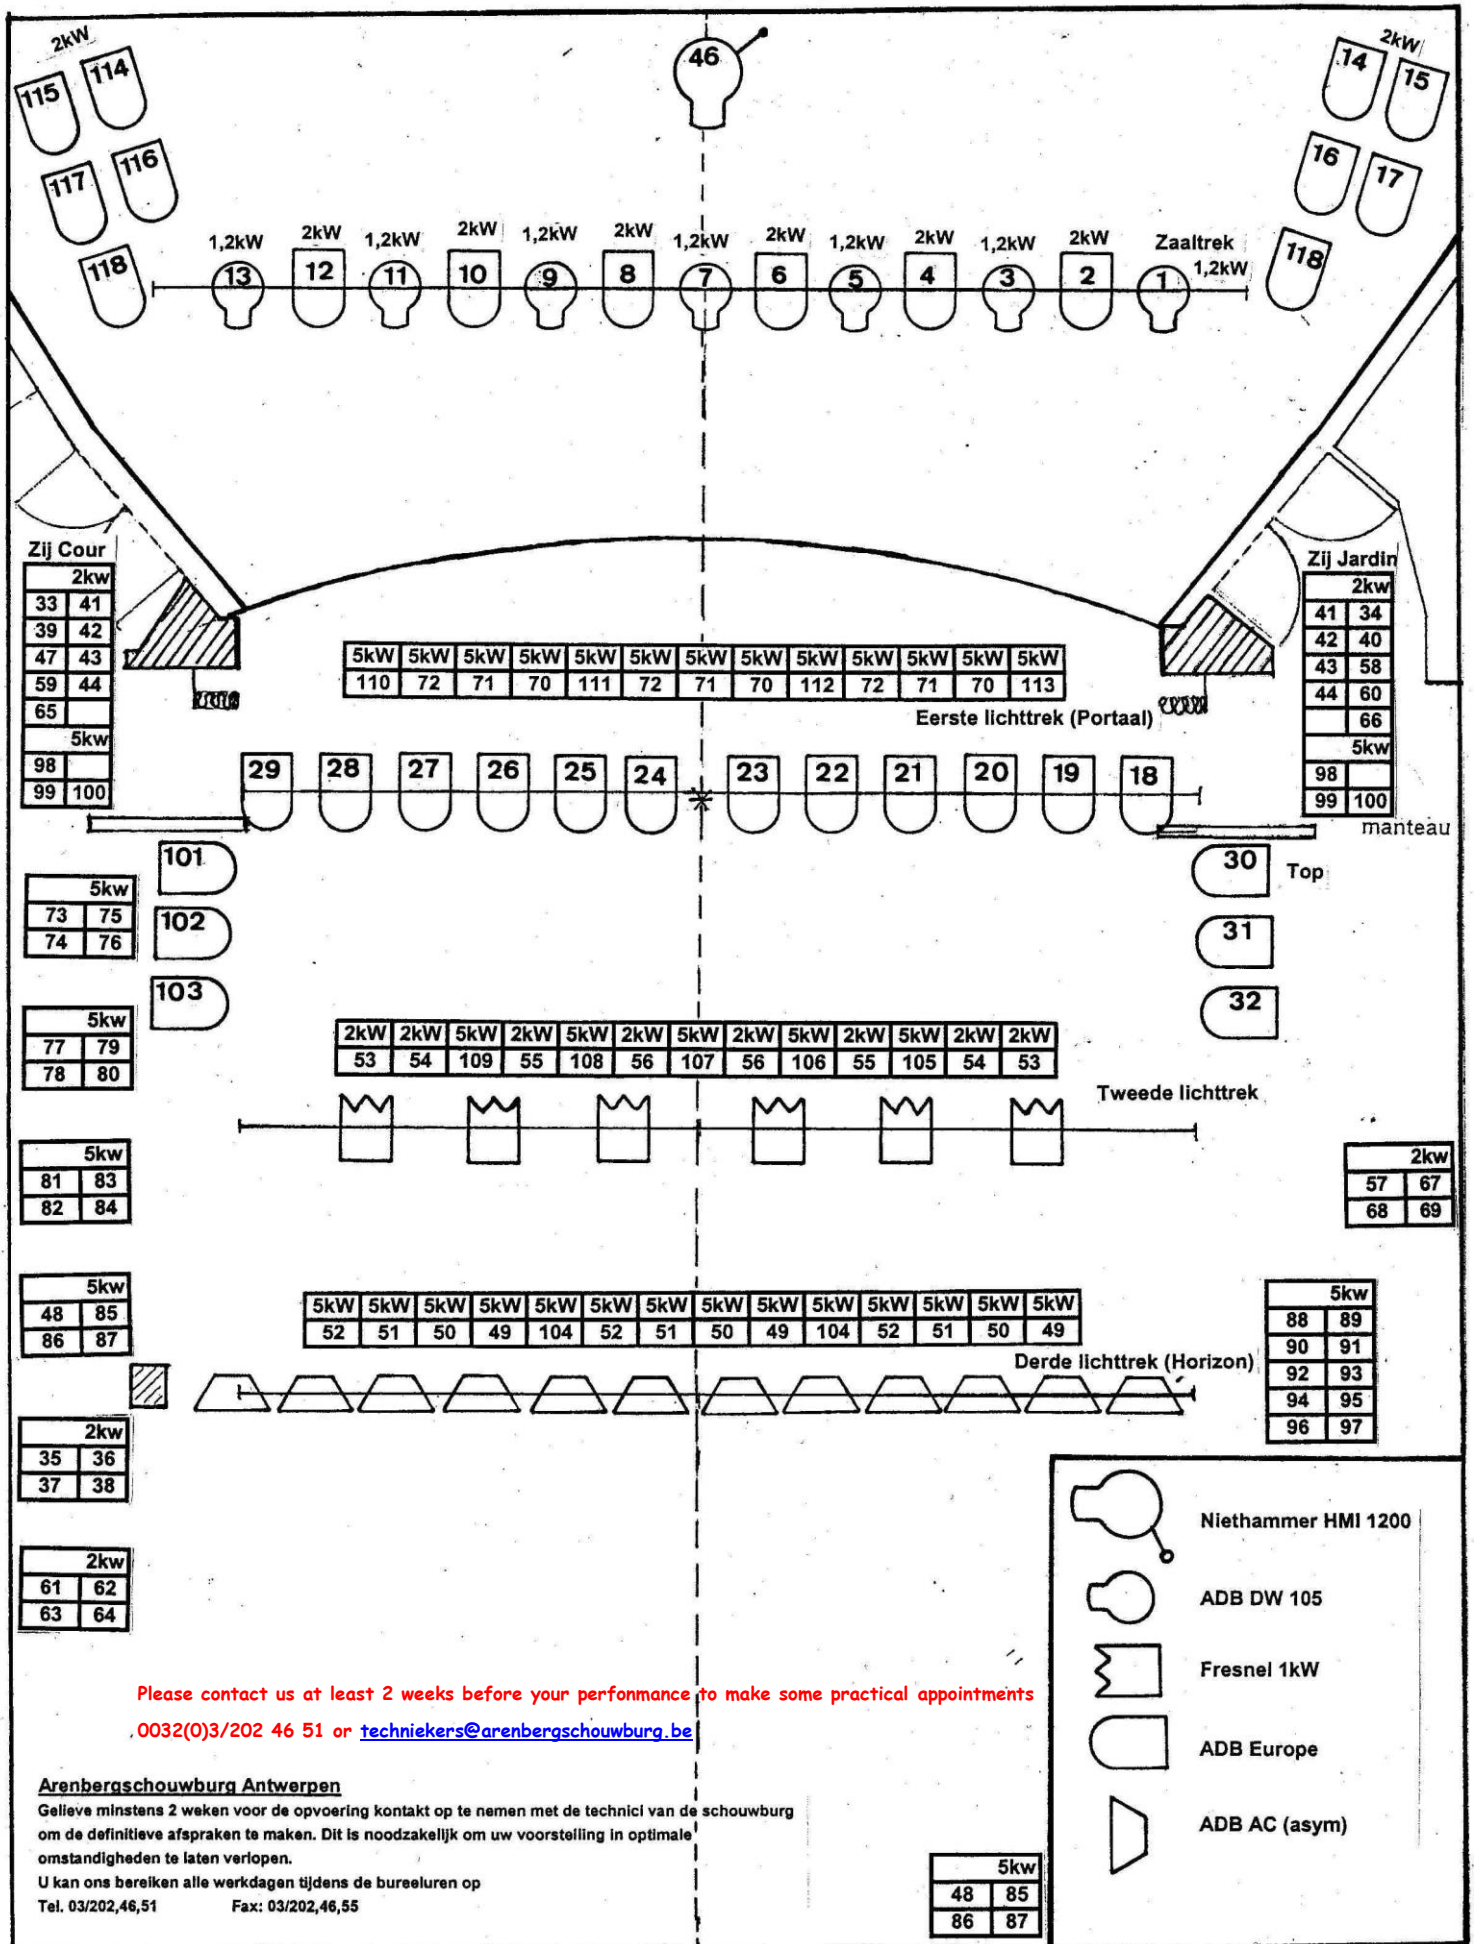 2kW
115 114
117 116
118
46
2kW
14 15
16 17
118
1,2kW 2kW 1,2kW 2kW 1,2kW 2kW 1,2kW 2kW 1,2kW 2kW 1,2kW 2kW Zaaltrek
1,2kW
13 12 11 10 9 8 7 6 5 4 3 2 1
Zij Cour
2kw
33 41
39 42
47 43
59 44
65
5kw
98
99 100
Zij Jardin
2kw
41 34
42 40
43 58
44 60
66
5kw
98
99 100
manteau
5kW 5kW 5kW 5kW 5kW 5kW 5kW 5kW 5kW 5kW 5kW 5kW 5kW
110 72 71 70 111 72 71 70 112 72 71 70 113
Eerste lichttrek (Portaal)
29 28 27 26 25 24 23 22 21 20 19 18
101
102
103
30 Top
31
32
5kw
73 75
74 76
5kw
77 79
78 80
2kW 2kW 5kW 2kW 5kW 2kW 5kW 2kW 5kW 2kW 5kW 2kW 2kW
53 54 109 55 108 56 107 56 106 55 105 54 53
Tweede lichttrek
5kw
81 83
82 84
2kw
57 67
68 69
5kw
48 85
86 87
5kW 5kW 5kW 5kW 5kW 5kW 5kW 5kW 5kW 5kW 5kW 5kW 5kW 5kW
52 51 50 49 104 52 51 50 49 104 52 51 50 49
Derde lichttrek (Horizon)
5kw
88 89
90 91
92 93
94 95
96 97
2kw
35 36
37 38
2kw
61 62
63 64
Niethammer HMI 1200
ADB DW 105
Fresnel 1kW
ADB Europe
ADB AC (asym)
Please contact us at least 2 weeks before your perfonmance to make some practical appointments
0032(0)3/202 46 51 or techniekers@arenbergschouwburg.be
Arenbergschouwburg Antwerpen
Gelieve minstens 2 weken voor de opvoering kontakt op te nemen met de technici van de schouwburg
om de definitieve afspraken te maken. Dit is noodzakelijk om uw voorstelling in optimale
omstandigheden te laten verlopen.
U kan ons bereiken alle werkdagen tijdens de bureeluren op
Tel. 03/202,46,51 Fax: 03/202,46,55
5kw
48 85
86 87